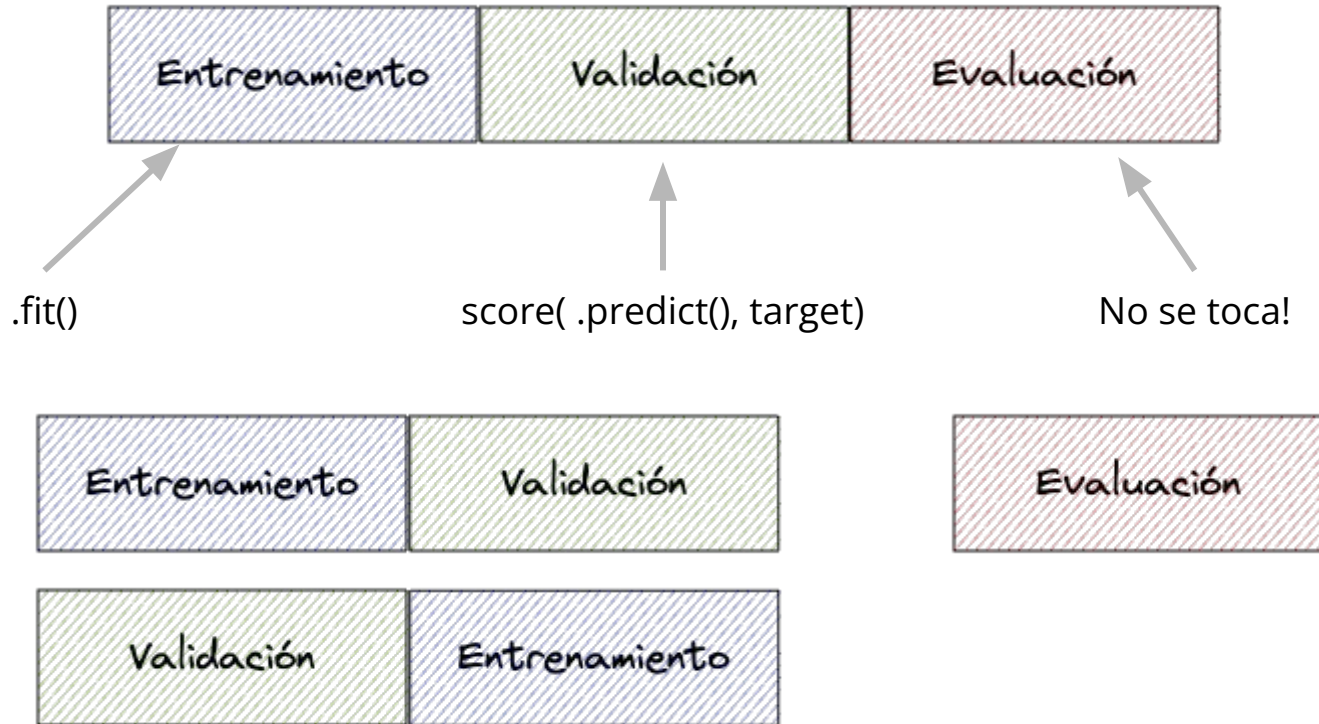 Entrenamiento Validación Evaluación
.fit() score( .predict(), target) No se toca!
Entrenamiento Validación Evaluación
Validación Entrenamiento